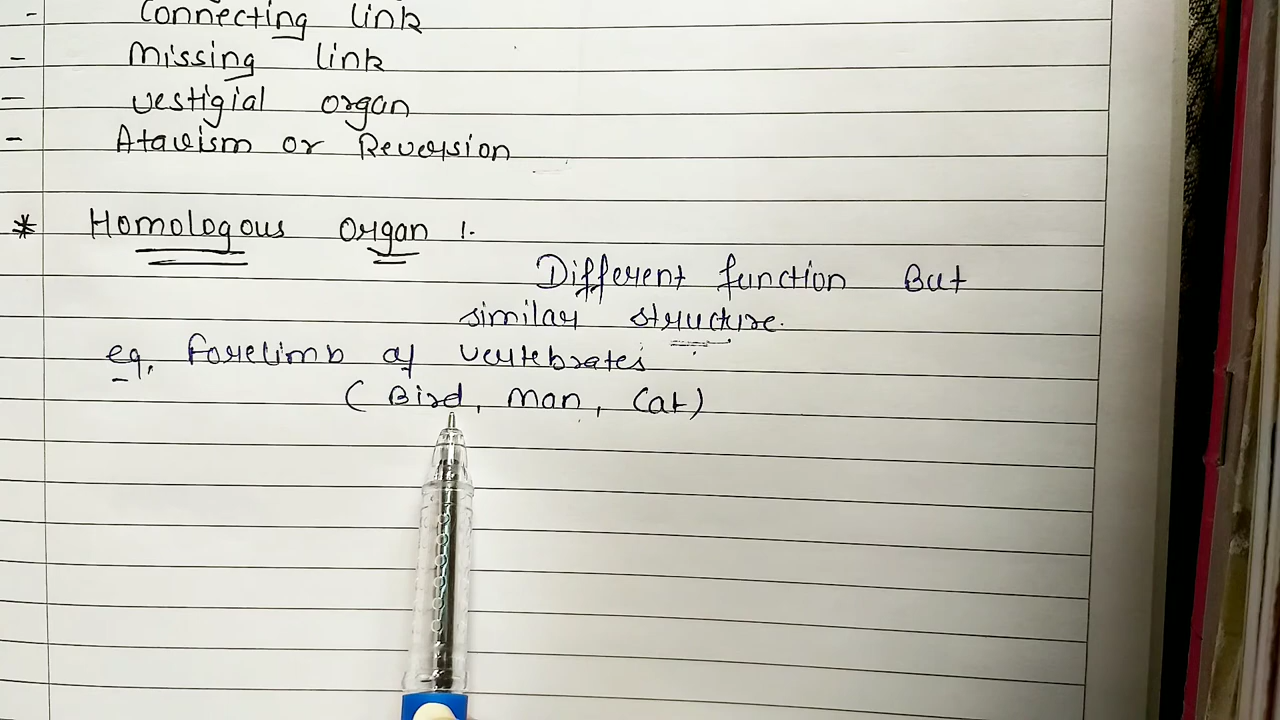 - Connecting link
- Missing link
- vestigial organ
- Atavism or Reversion
* Homologous organ :-
Different function But
similar structure.
eg, Forelimb of vertebrates
( Bird, Man, Cat)